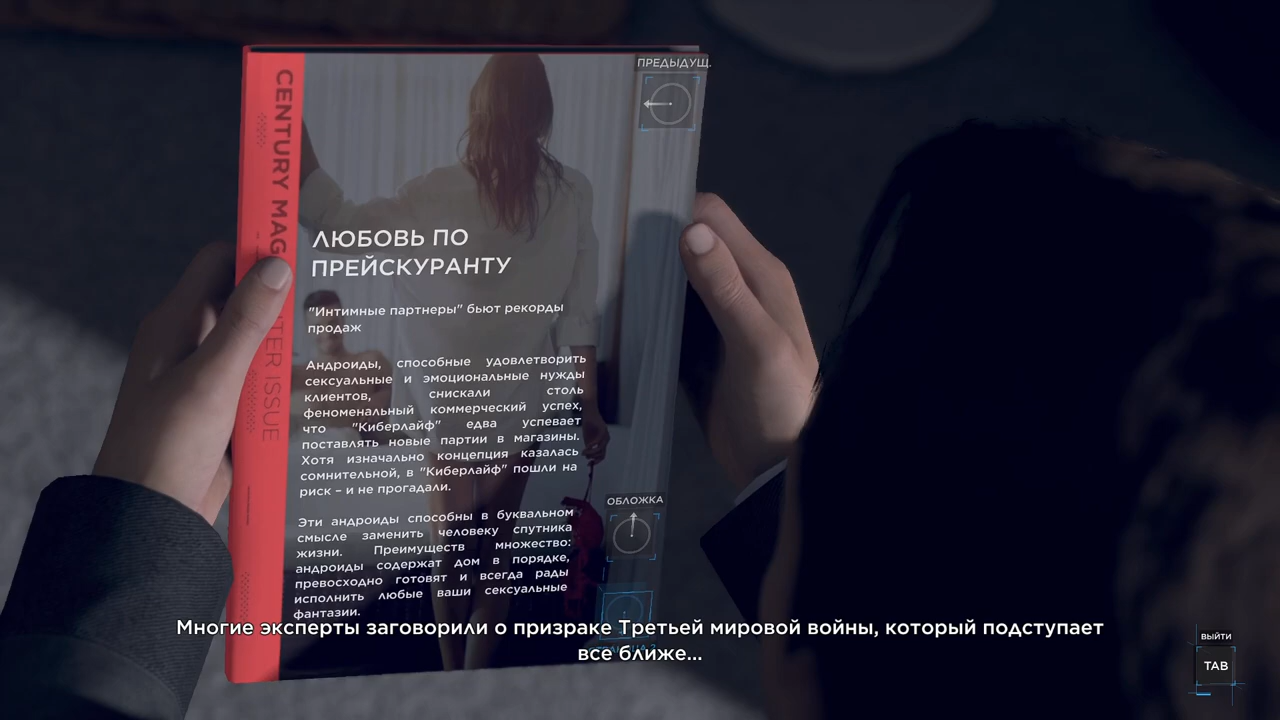 CENTURY MAG
TER ISSUE
ПРЕДЫДУЩ.
ЛЮБОВЬ ПО
ПРЕЙСКУРАНТУ
"Интимные партнеры" бьют рекорды
продаж
Андроиды, способные удовлетворить
сексуальные и эмоциональные нужды
клиентов, снискали столь
феноменальный коммерческий успех,
что "Киберлайф" едва успевает
поставлять новые партии в магазины.
Хотя изначально концепция казалась
сомнительной, в "Киберлайф" пошли на
риск – и не прогадали.
Эти андроиды способны в буквальном
смысле заменить человеку спутника
жизни. Преимуществ множество:
андроиды содержат дом в порядке,
превосходно готовят и всегда рады
исполнить любые ваши сексуальные
фантазии.
ОБЛОЖКА
Многие эксперты заговорили о призраке Третьей мировой войны, который подступает
все ближе...
ВЫЙТИ
TAB